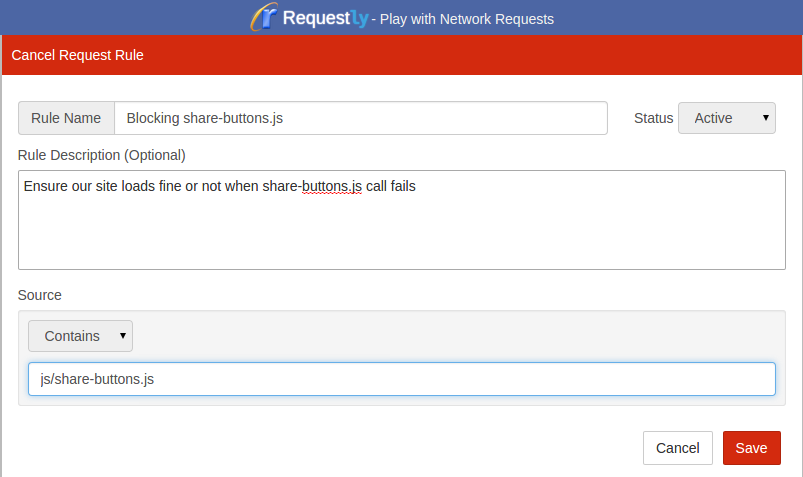 Requestly - Play with Network Requests
Cancel Request Rule
Rule Name Blocking share-buttons.js Status Active
Rule Description (Optional)
Ensure our site loads fine or not when share-buttons.js call fails
Source
Contains
js/share-buttons.js
Cancel Save